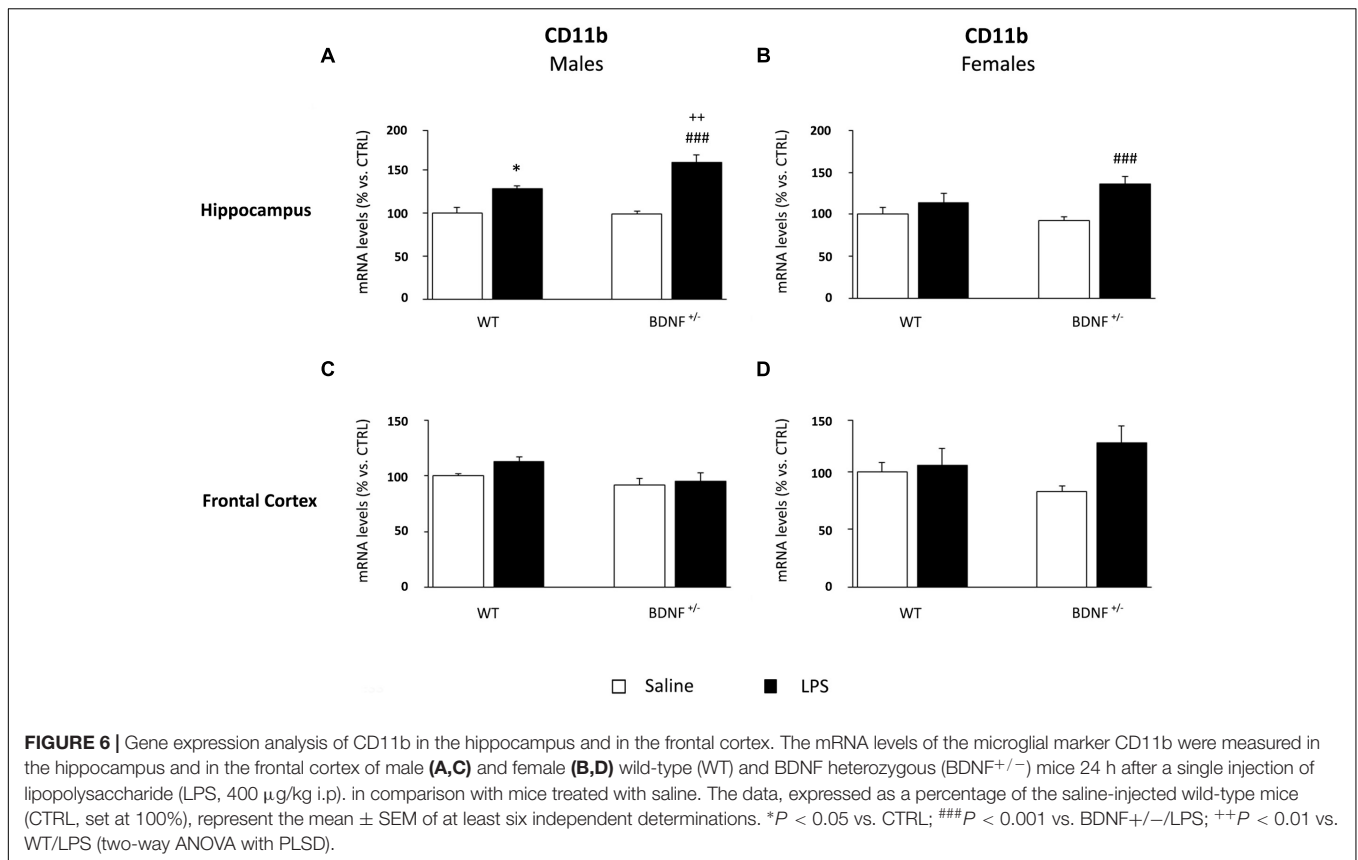 CD11b
Males
CD11b
Females
A
B
Hippocampus
mRNA levels (% vs. CTRL)
200
150
100
50
0
*
++
###
WT
BDNF +/-
mRNA levels (% vs. CTRL)
200
150
100
50
0
###
WT
BDNF +/-
C
D
Frontal Cortex
mRNA levels (% vs. CTRL)
150
100
50
0
WT
BDNF +/-
mRNA levels (% vs. CTRL)
150
100
50
0
WT
BDNF +/-
Saline
LPS
FIGURE 6 | Gene expression analysis of CD11b in the hippocampus and in the frontal cortex. The mRNA levels of the microglial marker CD11b were measured in
the hippocampus and in the frontal cortex of male (A,C) and female (B,D) wild-type (WT) and BDNF heterozygous (BDNF+/−) mice 24 h after a single injection of
lipopolysaccharide (LPS, 400 μg/kg i.p). in comparison with mice treated with saline. The data, expressed as a percentage of the saline-injected wild-type mice
(CTRL, set at 100%), represent the mean ± SEM of at least six independent determinations. *P < 0.05 vs. CTRL; ###P < 0.001 vs. BDNF+/−/LPS; ++P < 0.01 vs.
WT/LPS (two-way ANOVA with PLSD).